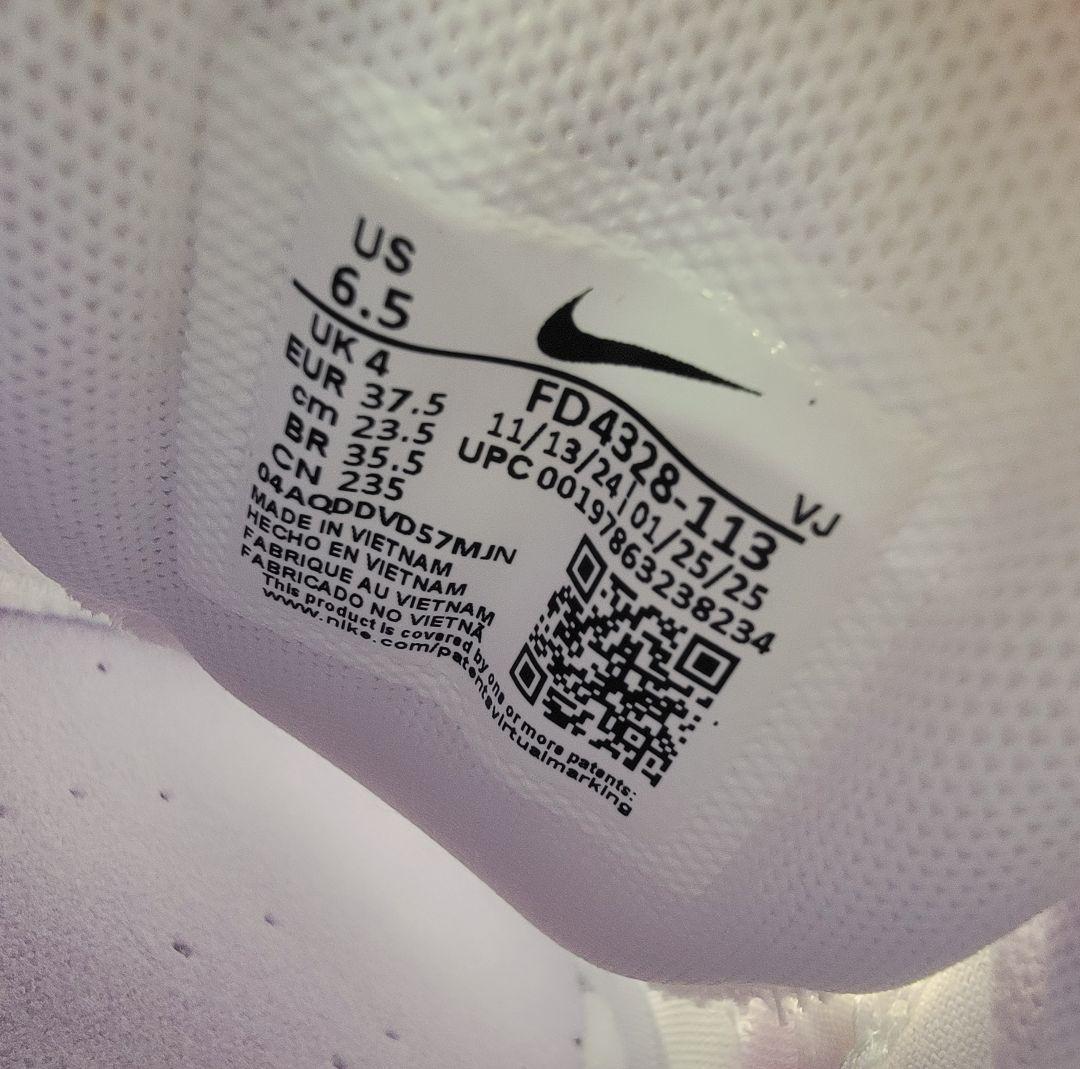 US
6.5
UK 4
EUR 37.5
cm 23.5
BR 35.5
CN 235
04AQDDVD57MJN
MADE IN VIETNAM
HECHO EN VIETNAM
FABRIQUE AU VIETNAM
FABRICADO NO VIETNÃ
This product is covered by one or more patents:
www.nike.com/patentsvirtualmarking
VJ
FD4328-113
11/13/24|01/25/25
UPC 00197863238234